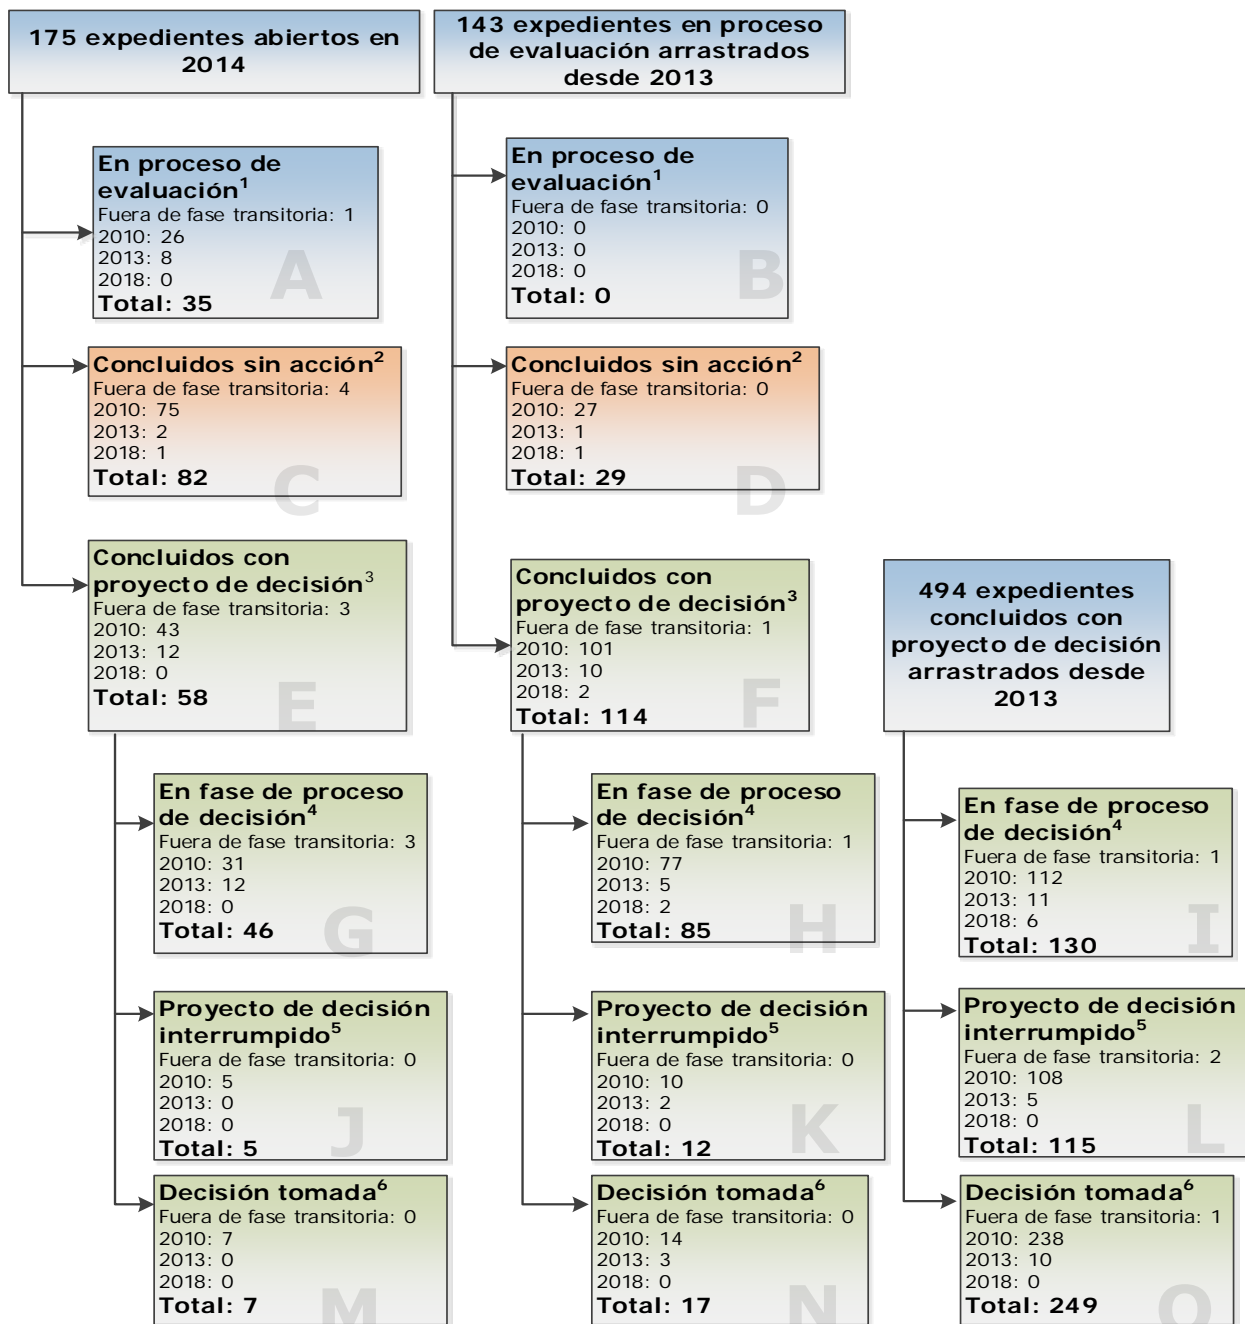 175 expedientes abiertos en
2014
143 expedientes en proceso
de evaluación arrastrados
desde 2013
En proceso de
evaluación¹
Fuera de fase transitoria: 1
2010: 26
2013: 8
2018: 0
Total: 35
A
En proceso de
evaluación¹
Fuera de fase transitoria: 0
2010: 0
2013: 0
2018: 0
Total: 0
B
Concluidos sin acción²
Fuera de fase transitoria: 4
2010: 75
2013: 2
2018: 1
Total: 82
C
Concluidos sin acción²
Fuera de fase transitoria: 0
2010: 27
2013: 1
2018: 1
Total: 29
D
Concluidos con
proyecto de decisión³
Fuera de fase transitoria: 3
2010: 43
2013: 12
2018: 0
Total: 58
E
Concluidos con
proyecto de decisión³
Fuera de fase transitoria: 1
2010: 101
2013: 10
2018: 2
Total: 114
F
494 expedientes
concluidos con
proyecto de decisión
arrastrados desde
2013
En fase de proceso
de decisión⁴
Fuera de fase transitoria: 3
2010: 31
2013: 12
2018: 0
Total: 46
G
En fase de proceso
de decisión⁴
Fuera de fase transitoria: 1
2010: 77
2013: 5
2018: 2
Total: 85
H
En fase de proceso
de decisión⁴
Fuera de fase transitoria: 1
2010: 112
2013: 11
2018: 6
Total: 130
I
Proyecto de decisión
interrumpido⁵
Fuera de fase transitoria: 0
2010: 5
2013: 0
2018: 0
Total: 5
J
Proyecto de decisión
interrumpido⁵
Fuera de fase transitoria: 0
2010: 10
2013: 2
2018: 0
Total: 12
K
Proyecto de decisión
interrumpido⁵
Fuera de fase transitoria: 2
2010: 108
2013: 5
2018: 0
Total: 115
L
Decisión tomada⁶
Fuera de fase transitoria: 0
2010: 7
2013: 0
2018: 0
Total: 7
M
Decisión tomada⁶
Fuera de fase transitoria: 0
2010: 14
2013: 3
2018: 0
Total: 17
N
Decisión tomada⁶
Fuera de fase transitoria: 1
2010: 238
2013: 10
2018: 0
Total: 249
O